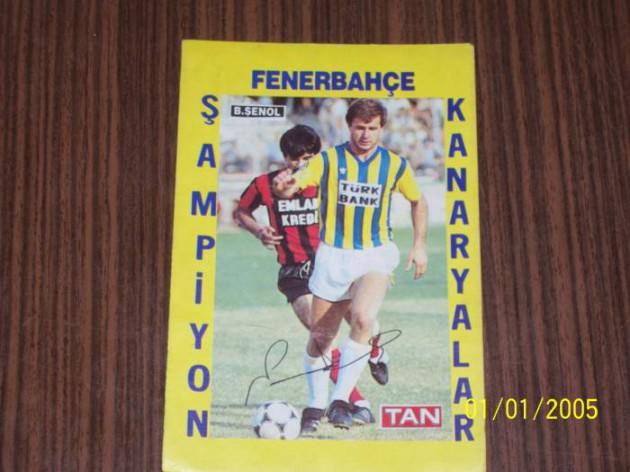 FENERBAHÇE
B.ŞENOL
ŞAMPİYON
KANARYALAR
EMLAK
KREDİ
TÜRK
BANK
TAN
01/01/2005